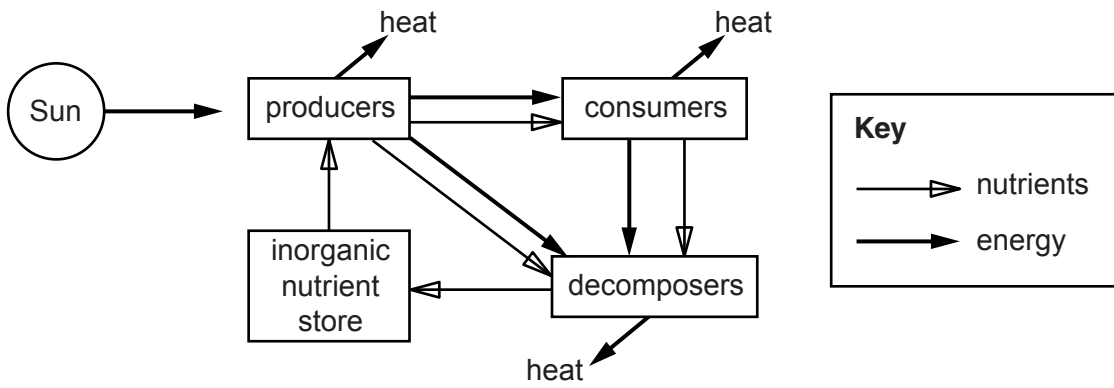 heat
heat
Sun
producers
consumers
Key
nutrients
energy
inorganic
nutrient
store
decomposers
heat